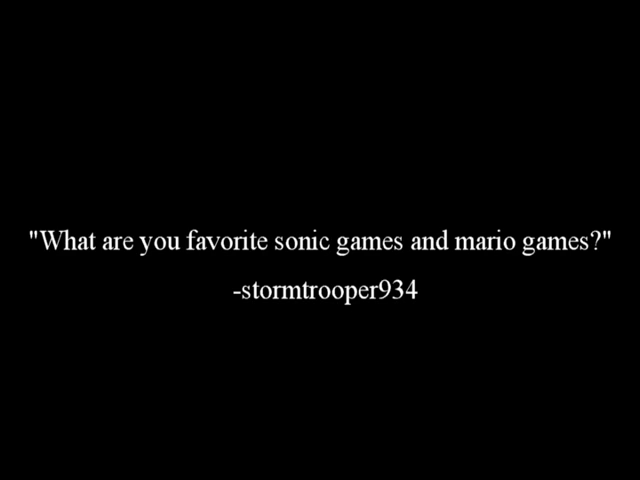 "What are you favorite sonic games and mario games?"
-stormtrooper934